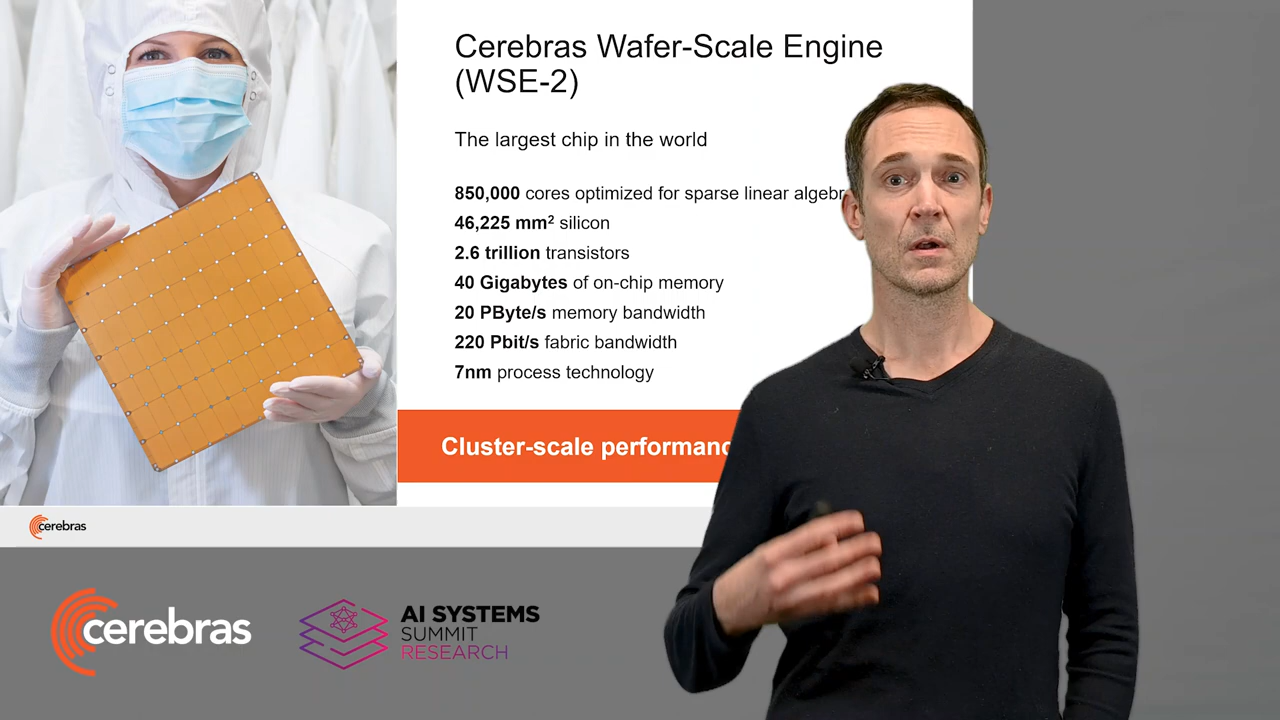 Cerebras Wafer-Scale Engine
(WSE-2)
The largest chip in the world
850,000 cores optimized for sparse linear
46,225 mm² silicon
2.6 trillion transistors
40 Gigabytes of on-chip memory
20 PByte/s memory bandwidth
220 Pbit/s fabric bandwidth
7nm process technology
Cluster-scale
cerebras
cerebras
AI SYSTEMS
SUMMIT
RESEARCH